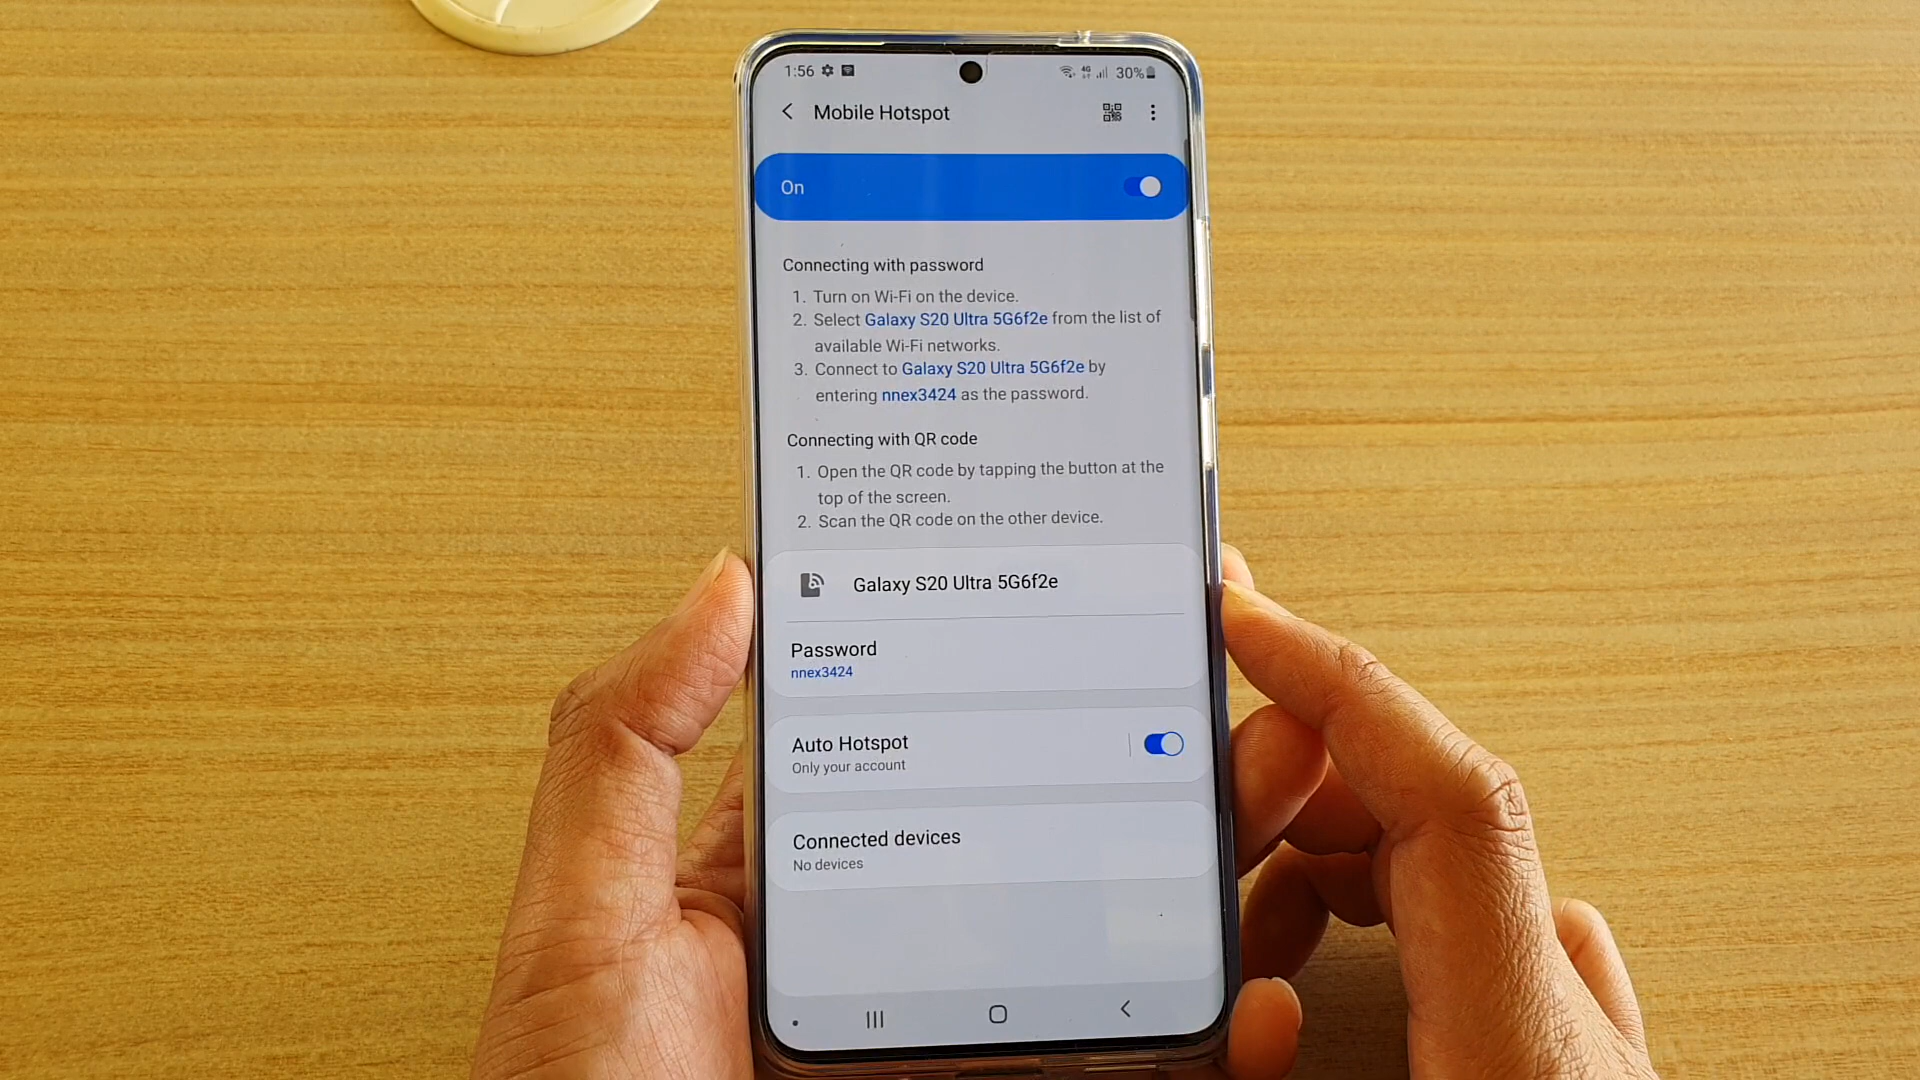 1:56
4G
30%
Mobile Hotspot
On
Connecting with password
1. Turn on Wi-Fi on the device.
2. Select Galaxy S20 Ultra 5G6f2e from the list of
available Wi-Fi networks.
3. Connect to Galaxy S20 Ultra 5G6f2e by
entering nnex3424 as the password.
Connecting with QR code
1. Open the QR code by tapping the button at the
top of the screen.
2. Scan the QR code on the other device.
Galaxy S20 Ultra 5G6f2e
Password
nnex3424
Auto Hotspot
Only your account
Connected devices
No devices